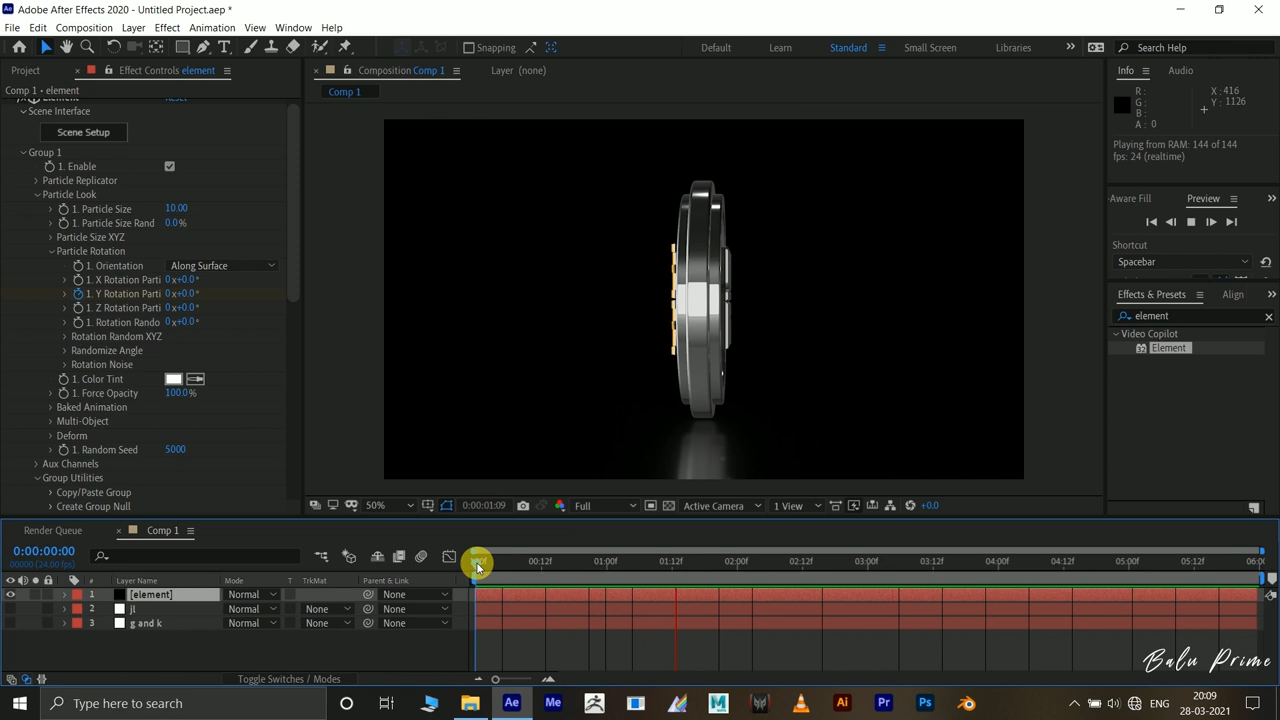 Adobe After Effects 2020 - Untitled Project.aep *
File Edit Composition Layer Effect Animation View Window Help
Snapping
Default Learn Standard Small Screen Libraries
Search Help
Project Effect Controls element
Composition Comp 1
Layer (none)
Info Audio
Comp 1 • element
Comp 1
Element Reset
Scene Interface
Scene Setup
Group 1
1. Enable
Particle Replicator
Particle Look
1. Particle Size 10.00
1. Particle Size Rand 0.0%
Particle Size XYZ
Particle Rotation
1. Orientation Along Surface
1. X Rotation Parti 0x+0.0°
1. Y Rotation Parti 0x+0.0°
1. Z Rotation Parti 0x+0.0°
1. Rotation Rando 0x+0.0°
Rotation Random XYZ
Randomize Angle
Rotation Noise
1. Color Tint
1. Force Opacity 100.0%
Baked Animation
Multi-Object
Deform
1. Random Seed 5000
Aux Channels
Group Utilities
Copy/Paste Group
Create Group Null
R:
G:
B:
A: 0
X: 416
Y: 1126
Playing from RAM: 144 of 144
fps: 24 (realtime)
Aware Fill Preview
Shortcut
Spacebar
Effects & Presets Align
element
Video Copilot
32 Element
50% 0:00:01:09 Full Active Camera 1 View +0.0
Render Queue Comp 1
0:00:00:00
00000 (24.00 fps)
00:12f 01:00f 01:12f 02:00f 02:12f 03:00f 03:12f 04:00f 04:12f 05:00f 05:12f 06:00
# Layer Name Mode T TrkMat Parent & Link
1 [element] Normal None
2 jl Normal None None
3 g and k Normal None None
Toggle Switches / Modes
Balu Prime
Type here to search
Ae Me M Ai Pr Ps
ENG
20:09
28-03-2021